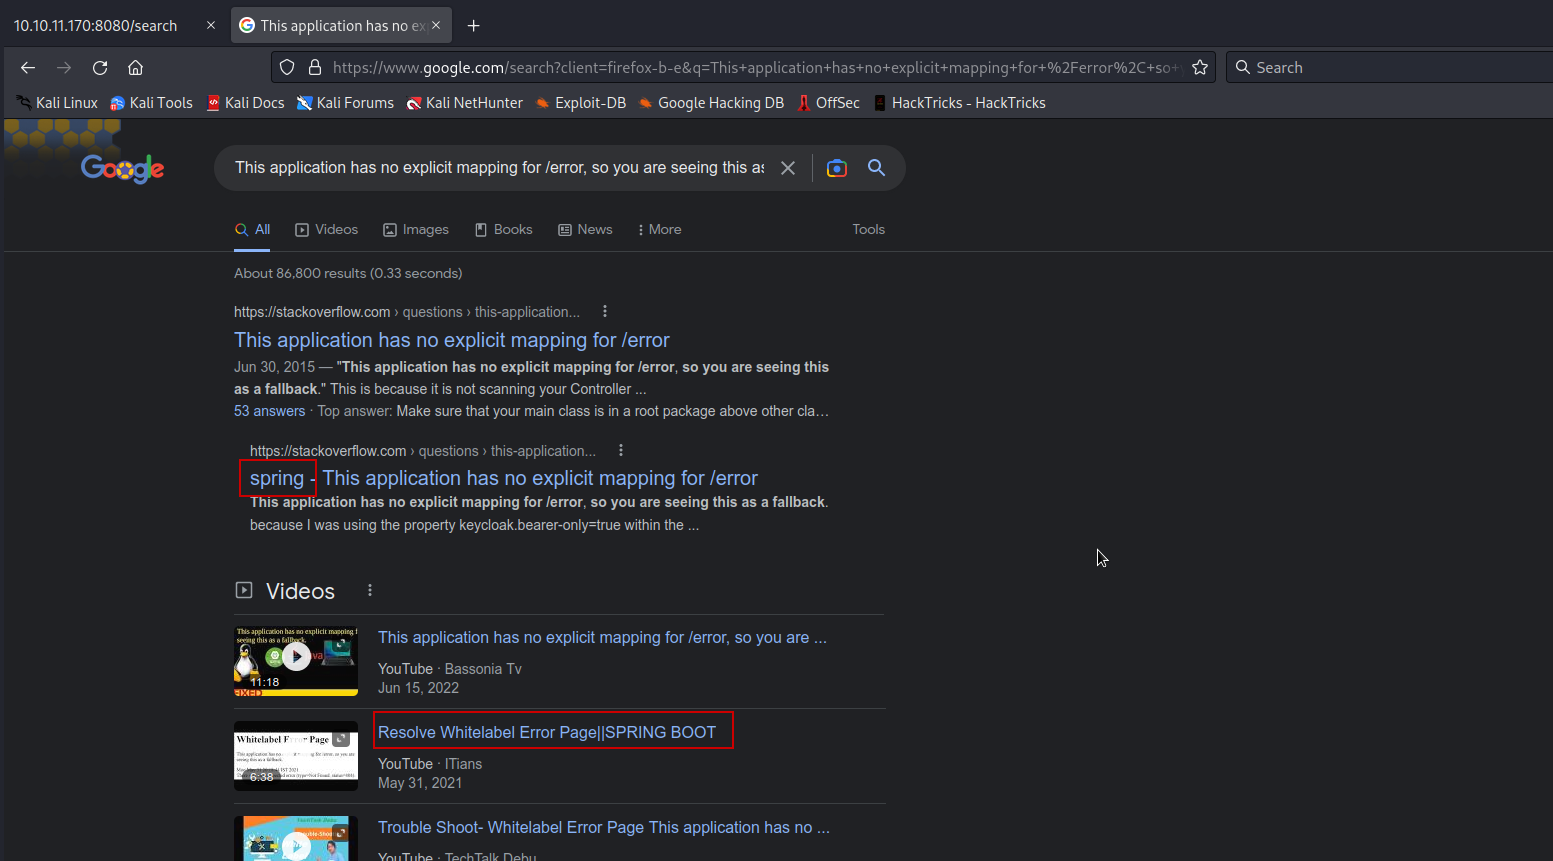 10.10.11.170:8080/search
This application has no ex
https://www.google.com/search?client=firefox-b-e&q=This+application+has+no+explicit+mapping+for+%2Ferror%2C+so+
Search
Kali Linux Kali Tools Kali Docs Kali Forums Kali NetHunter Exploit-DB Google Hacking DB OffSec HackTricks - HackTricks
Google
This application has no explicit mapping for /error, so you are seeing this as
All Videos Images Books News More Tools
About 86,800 results (0.33 seconds)
https://stackoverflow.com › questions › this-application...
This application has no explicit mapping for /error
Jun 30, 2015 — "This application has no explicit mapping for /error, so you are seeing this
as a fallback." This is because it is not scanning your Controller ...
53 answers · Top answer: Make sure that your main class is in a root package above other cla...
https://stackoverflow.com › questions › this-application...
spring - This application has no explicit mapping for /error
This application has no explicit mapping for /error, so you are seeing this as a fallback.
because I was using the property keycloak.bearer-only=true within the ...
Videos
This application has no explicit mapping f
seeing this as a fallback.
11:18
FIXED
This application has no explicit mapping for /error, so you are ...
YouTube · Bassonia Tv
Jun 15, 2022
Whitelabel Page
6:38
Resolve Whitelabel Error Page||SPRING BOOT
YouTube · ITians
May 31, 2021
Trouble Shoot- Whitelabel Error Page This application has no ...
YouTube · TechTalk Debu